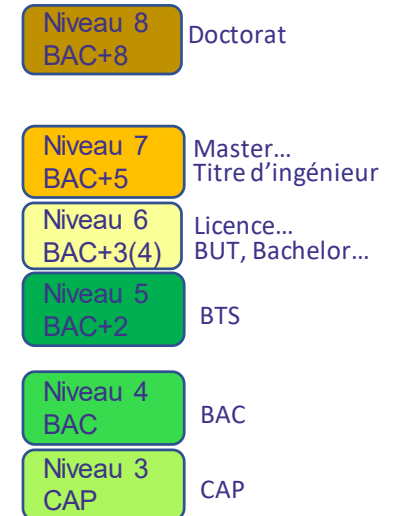 Niveau 8
BAC+8
Doctorat
Niveau 7
BAC+5
Master…
Titre d'ingénieur
Niveau 6
BAC+3(4)
Licence…
BUT, Bachelor…
Niveau 5
BAC+2
BTS
Niveau 4
BAC
BAC
Niveau 3
CAP
CAP